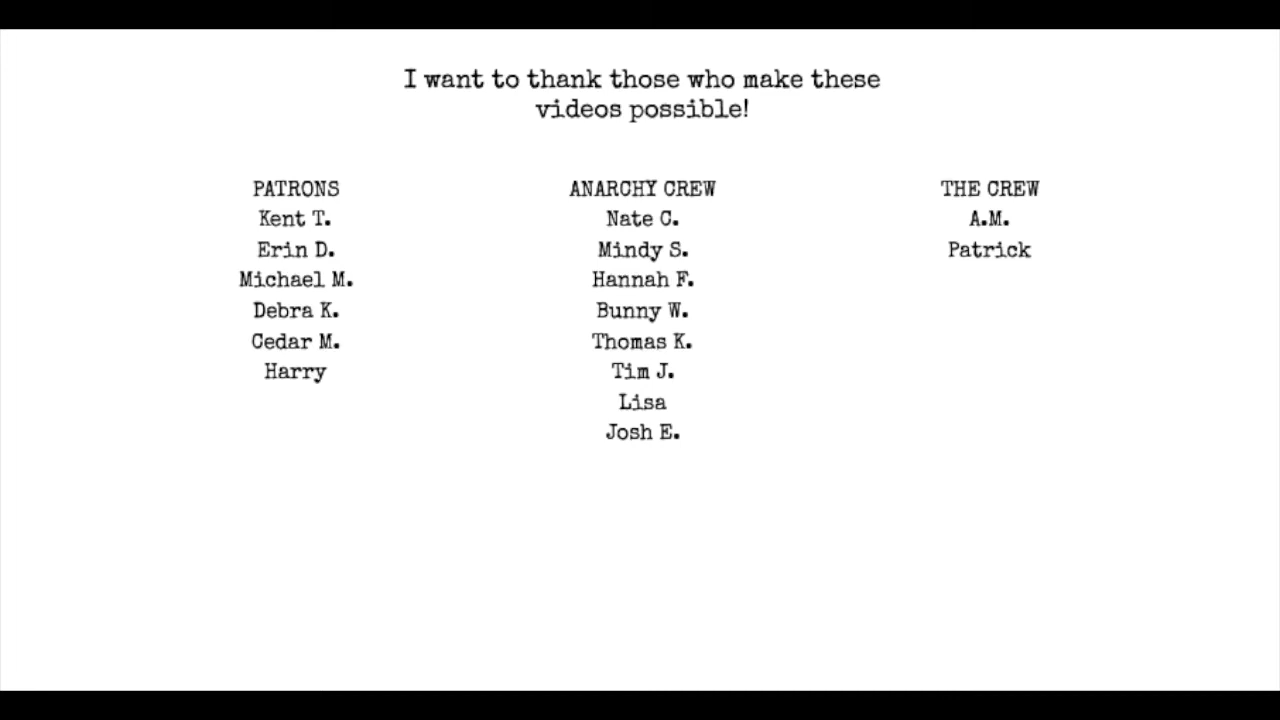 I want to thank those who make these
videos possible!
PATRONS
Kent T.
Erin D.
Michael M.
Debra K.
Cedar M.
Harry
ANARCHY CREW
Nate C.
Mindy S.
Hannah F.
Bunny W.
Thomas K.
Tim J.
Lisa
Josh E.
THE CREW
A.M.
Patrick